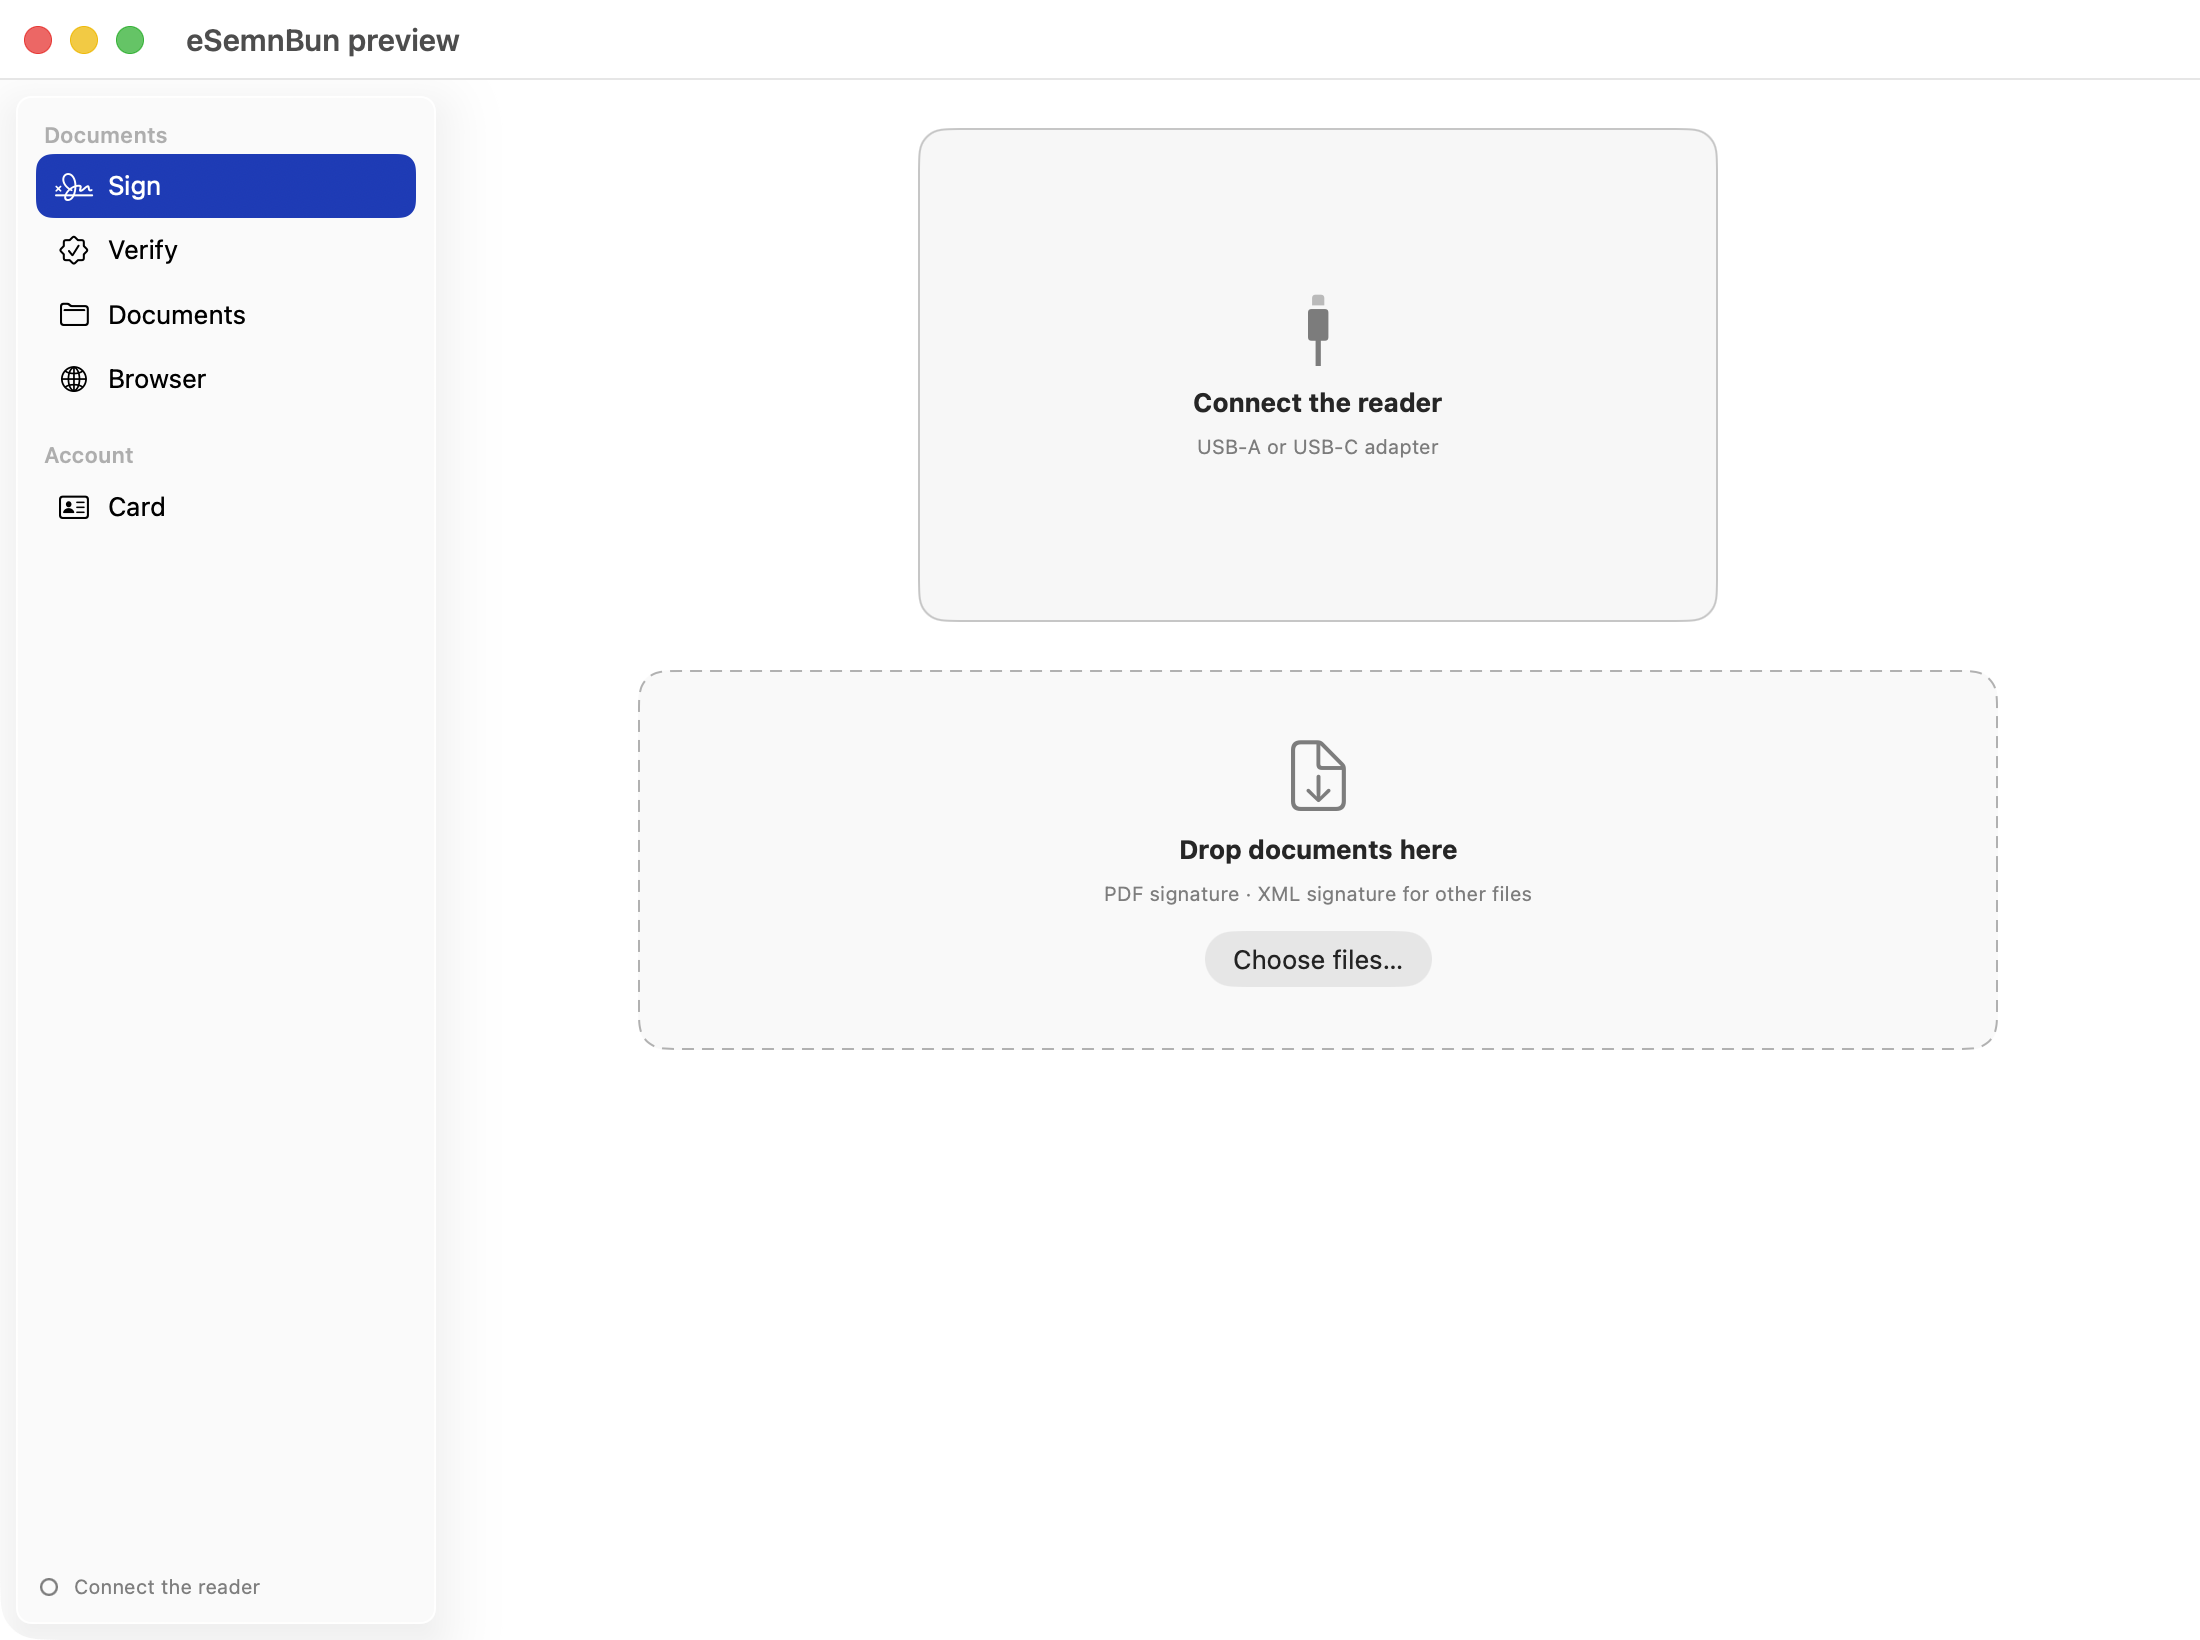 eSemnBun preview
Documents
Sign
Verify
Documents
Browser
Account
Card
Connect the reader
Connect the reader
USB-A or USB-C adapter
Drop documents here
PDF signature · XML signature for other files
Choose files...